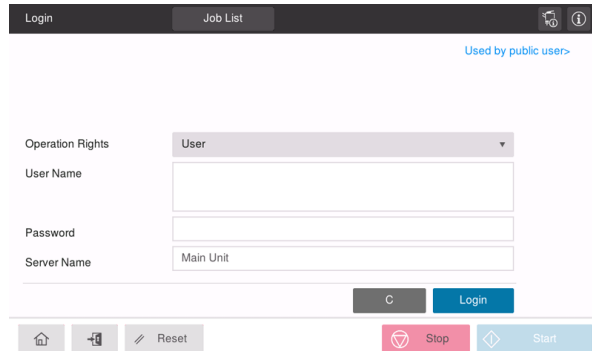 Login Job List
Used by public user>
Operation Rights User
User Name
Password
Server Name Main Unit
C Login
Reset Stop Start